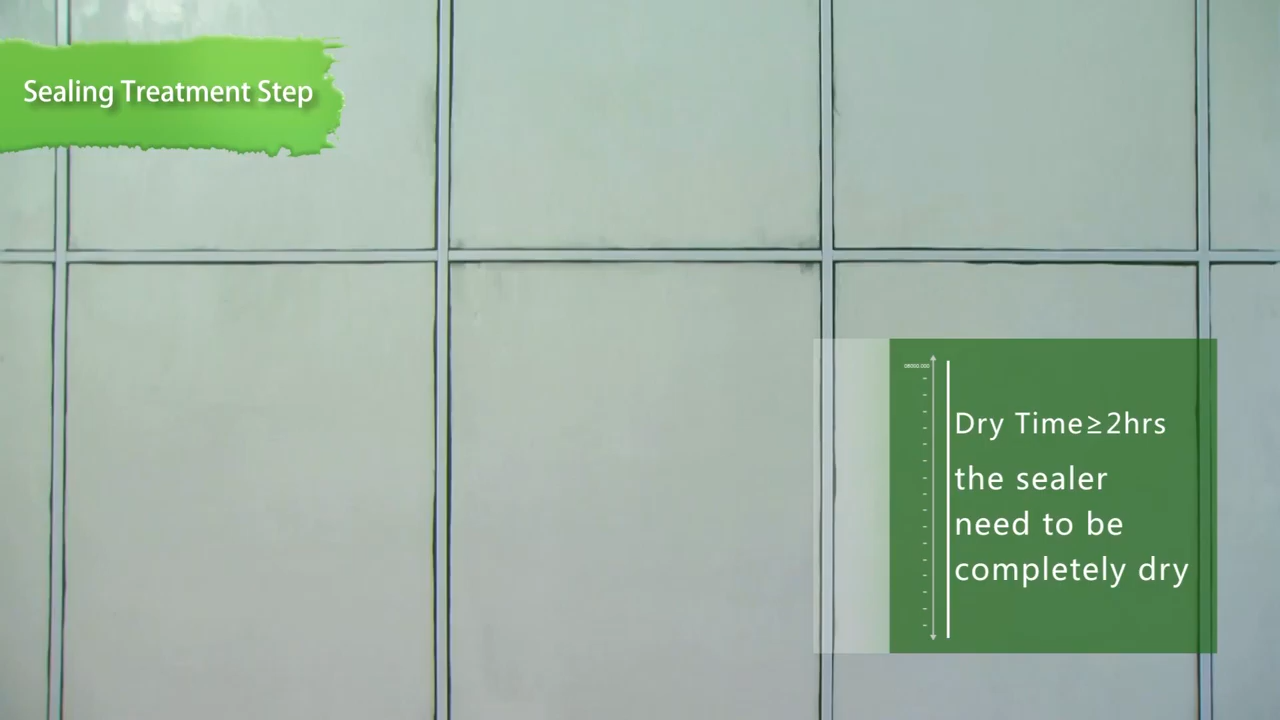 Sealing Treatment Step
Dry Time≥2hrs
the sealer
need to be
completely dry